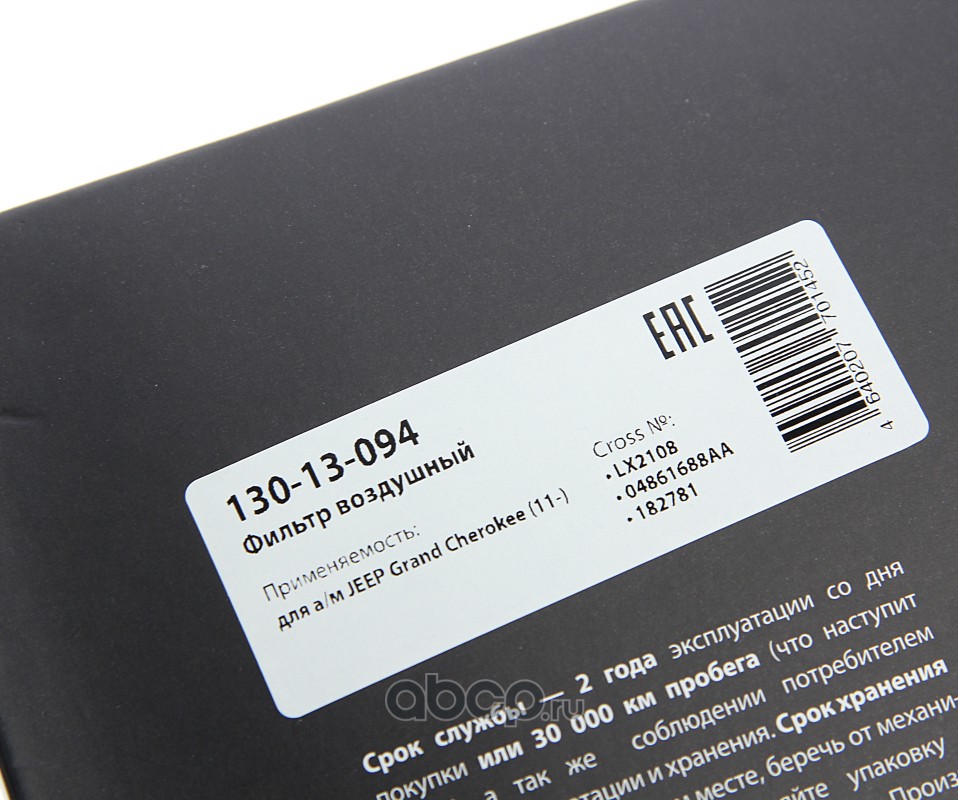 130-13-094
Фильтр воздушный
Применяемость:
для а/м JEEP Grand Cherokee (11-)
Cross №:
•LX2108
•04861688AA
•182781
EAC
4 640207 701452
Срок службы — 2 года эксплуатации со дня
покупки или 30 000 км пробега (что наступит
а так же соблюдении потребителем
и хранения. Срок хранения
месте, беречь от механи-
упаковку
Произ
abcp.ru